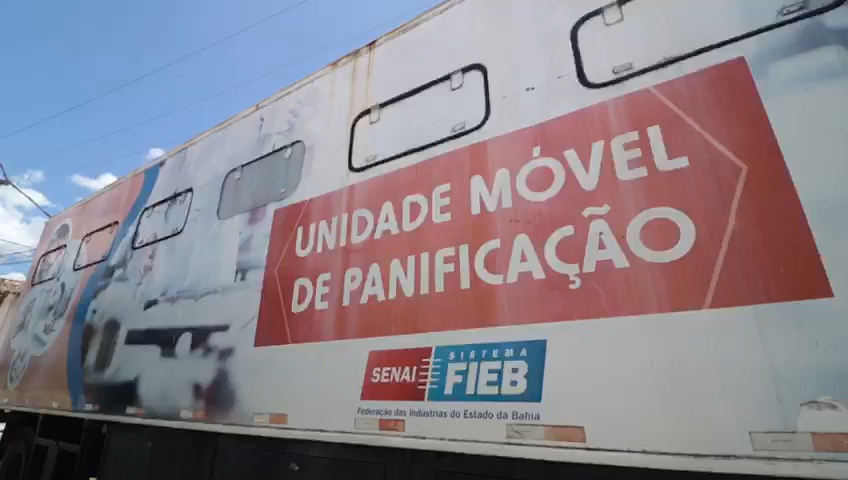 UNIDADE MÓVEL
DE PANIFICAÇÃO
SENAI
SISTEMA
FIEB
Federação das Indústrias do Estado da Bahia